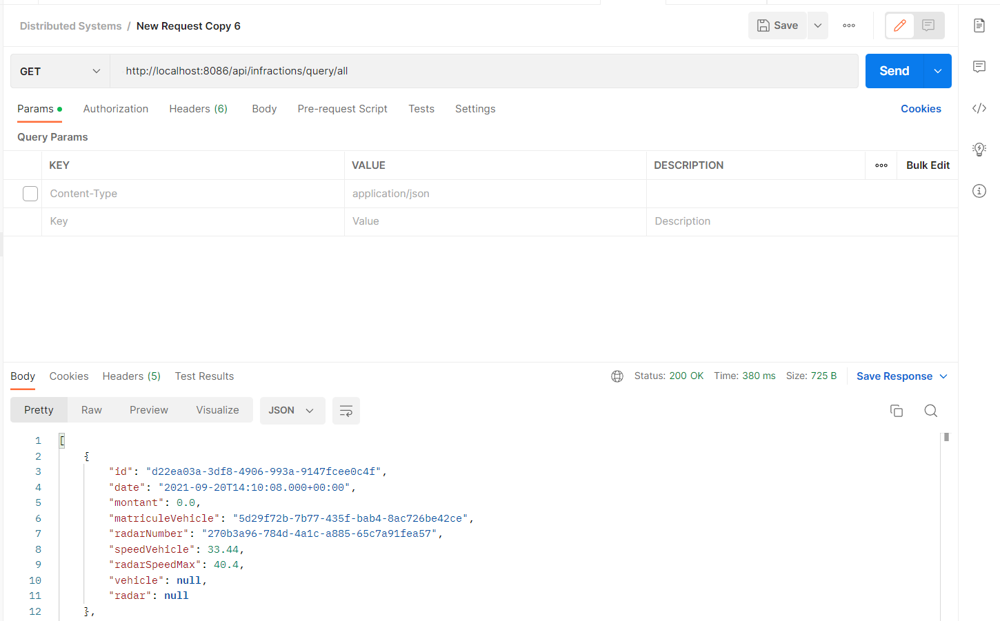 Distributed Systems / New Request Copy 6
Save
GET
http://localhost:8086/api/infractions/query/all
Send
Params
Authorization
Headers (6)
Body
Pre-request Script
Tests
Settings
Cookies
Query Params
KEY
VALUE
DESCRIPTION
Bulk Edit
Content-Type
application/json
Key
Value
Description
Body
Cookies
Headers (5)
Test Results
Status: 200 OK
Time: 380 ms
Size: 725 B
Save Response
Pretty
Raw
Preview
Visualize
JSON
1 [
2 {
3 "id": "d22ea03a-3df8-4906-993a-9147fcee0c4f",
4 "date": "2021-09-20T14:10:08.000+00:00",
5 "montant": 0.0,
6 "matriculeVehicle": "5d29f72b-7b77-435f-bab4-8ac726be42ce",
7 "radarNumber": "270b3a96-784d-4a1c-a885-65c7a91fea57",
8 "speedVehicle": 33.44,
9 "radarSpeedMax": 40.4,
10 "vehicle": null,
11 "radar": null
12 },